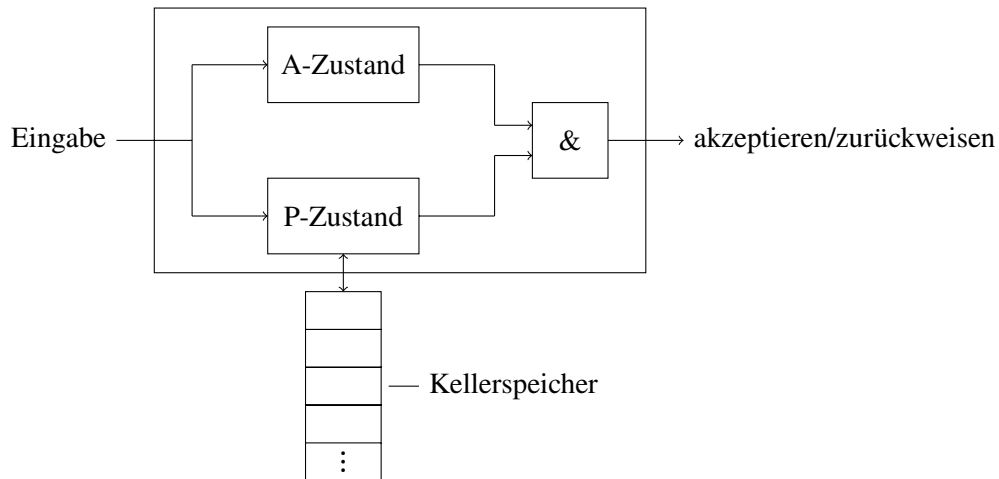 A-Zustand
Eingabe
&
akzeptieren/zurückweisen
P-Zustand
Kellerspeicher
⋮